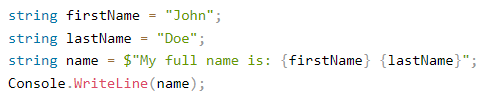 string firstName = "John";
string lastName = "Doe";
string name = $"My full name is: {firstName} {lastName}";
Console.WriteLine(name);